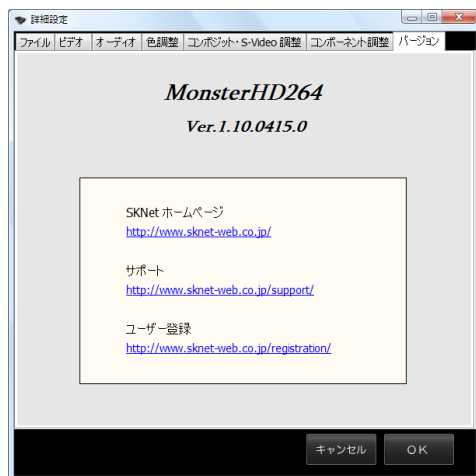 詳細設定
ファイル ビデオ オーディオ 色調整 コンポジット・S-Video 調整 コンポーネント調整 バージョン
MonsterHD264
Ver.1.10.0415.0
SKNet ホームページ
http://www.sknet-web.co.jp/
サポート
http://www.sknet-web.co.jp/support/
ユーザー登録
http://www.sknet-web.co.jp/registration/
キャンセル OK